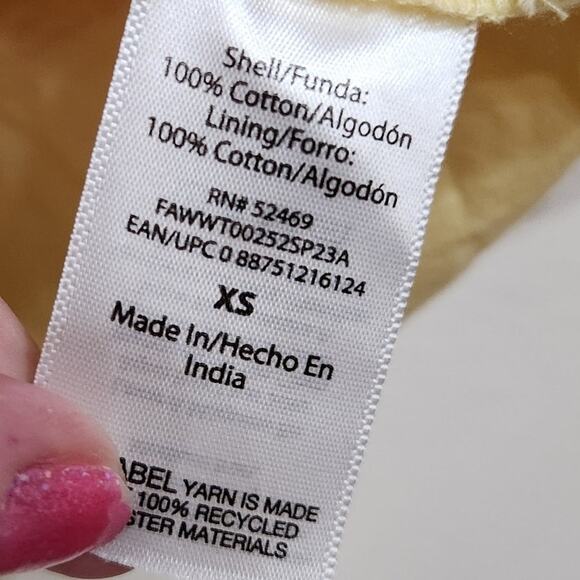 Shell/Funda:
100% Cotton/Algodón
Lining/Forro:
100% Cotton/Algodón
RN# 52469
FAWWT00252SP23A
EAN/UPC 0 88751216124
XS
Made In/Hecho En
India
ABEL YARN IS MADE
100% RECYCLED
STER MATERIALS